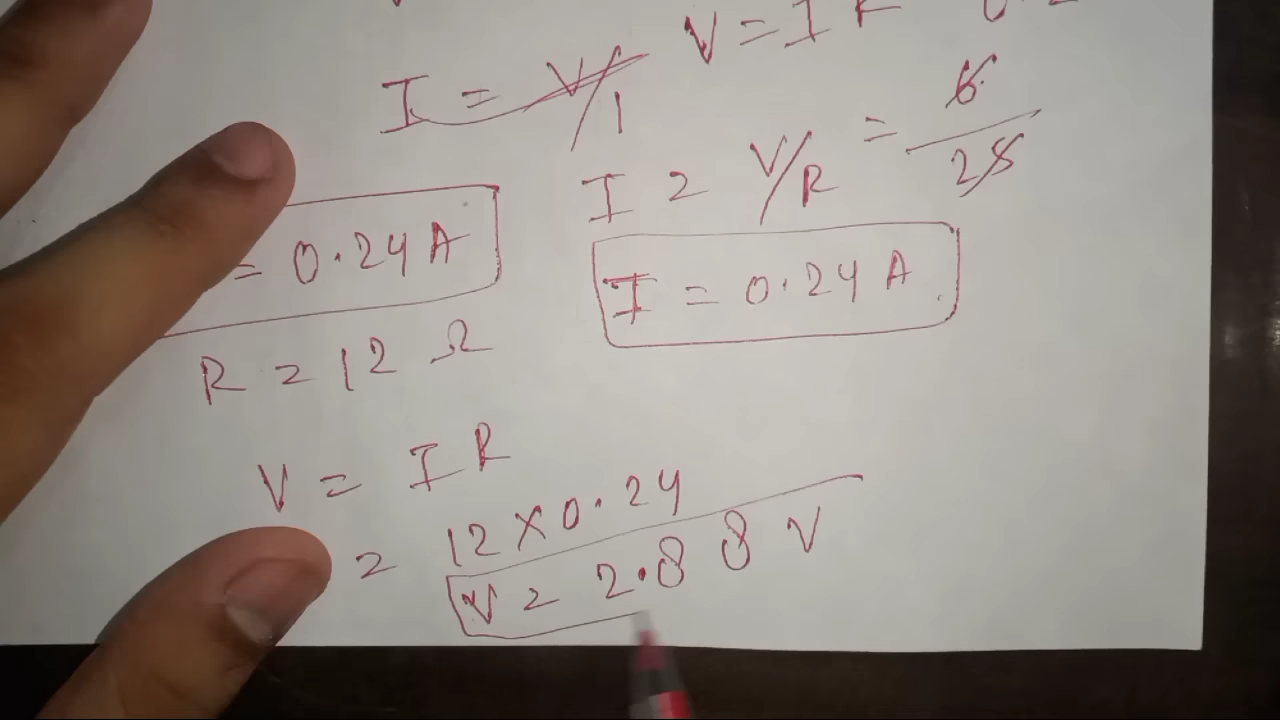 V = I R
I = V/1
I = V/R = 6/25
= 0.24 A
I = 0.24 A
R = 12 Ω
V = I R
= 12 × 0.24
V = 2.88 V